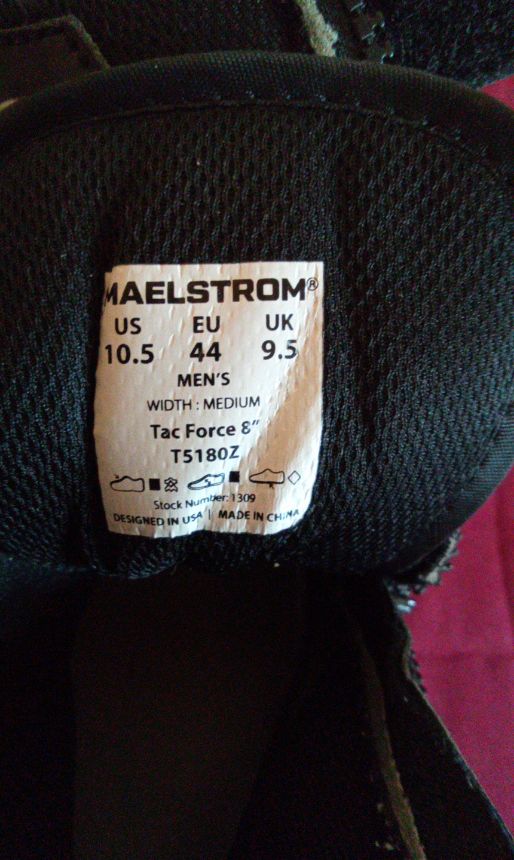 MAELSTROM®
US EU UK
10.5 44 9.5
MEN'S
WIDTH : MEDIUM
Tac Force 8"
T5180Z
Stock Number: 1309
DESIGNED IN USA | MADE IN CHINA